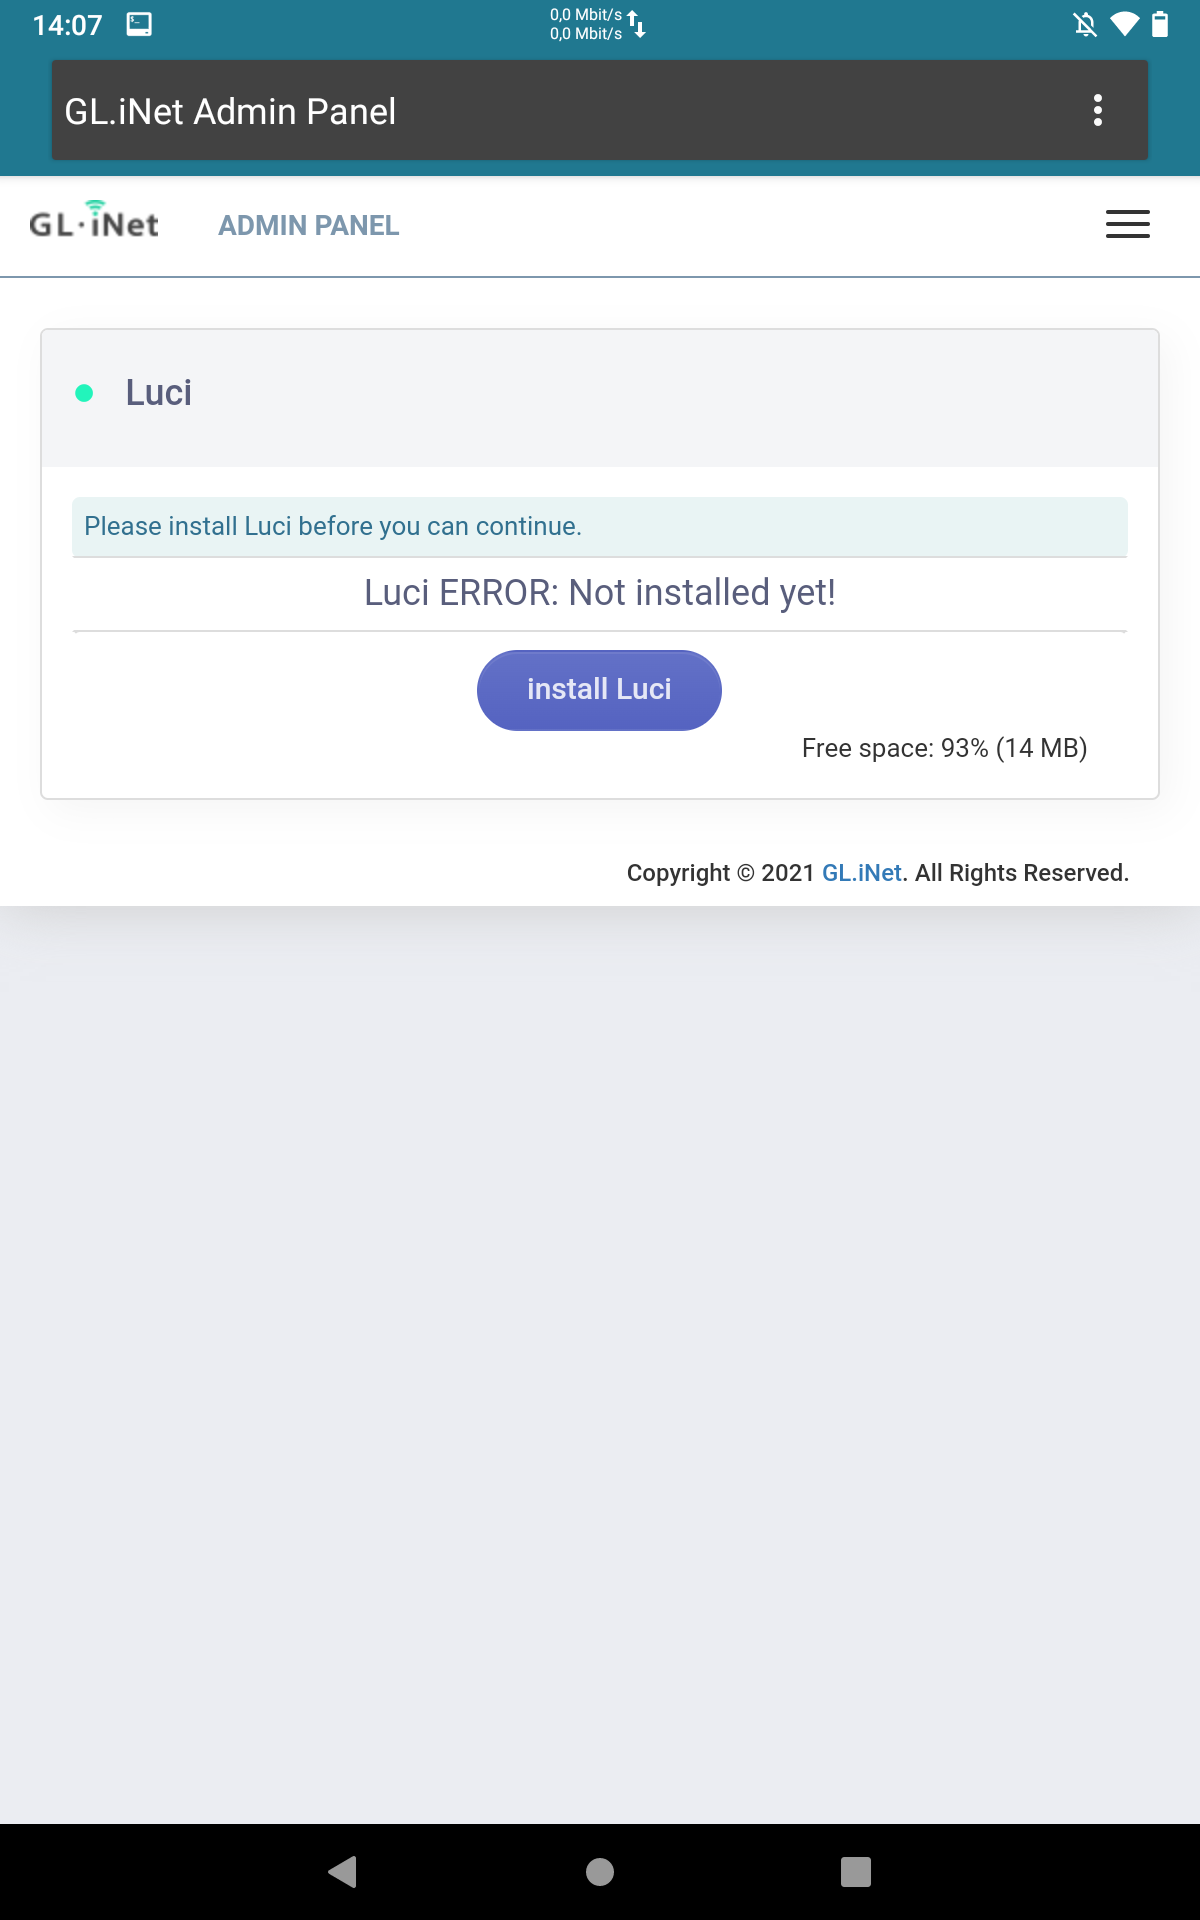 14:07
0,0 Mbit/s
0,0 Mbit/s
GL.iNet Admin Panel
GL·iNet ADMIN PANEL
Luci
Please install Luci before you can continue.
Luci ERROR: Not installed yet!
install Luci
Free space: 93% (14 MB)
Copyright © 2021 GL.iNet. All Rights Reserved.